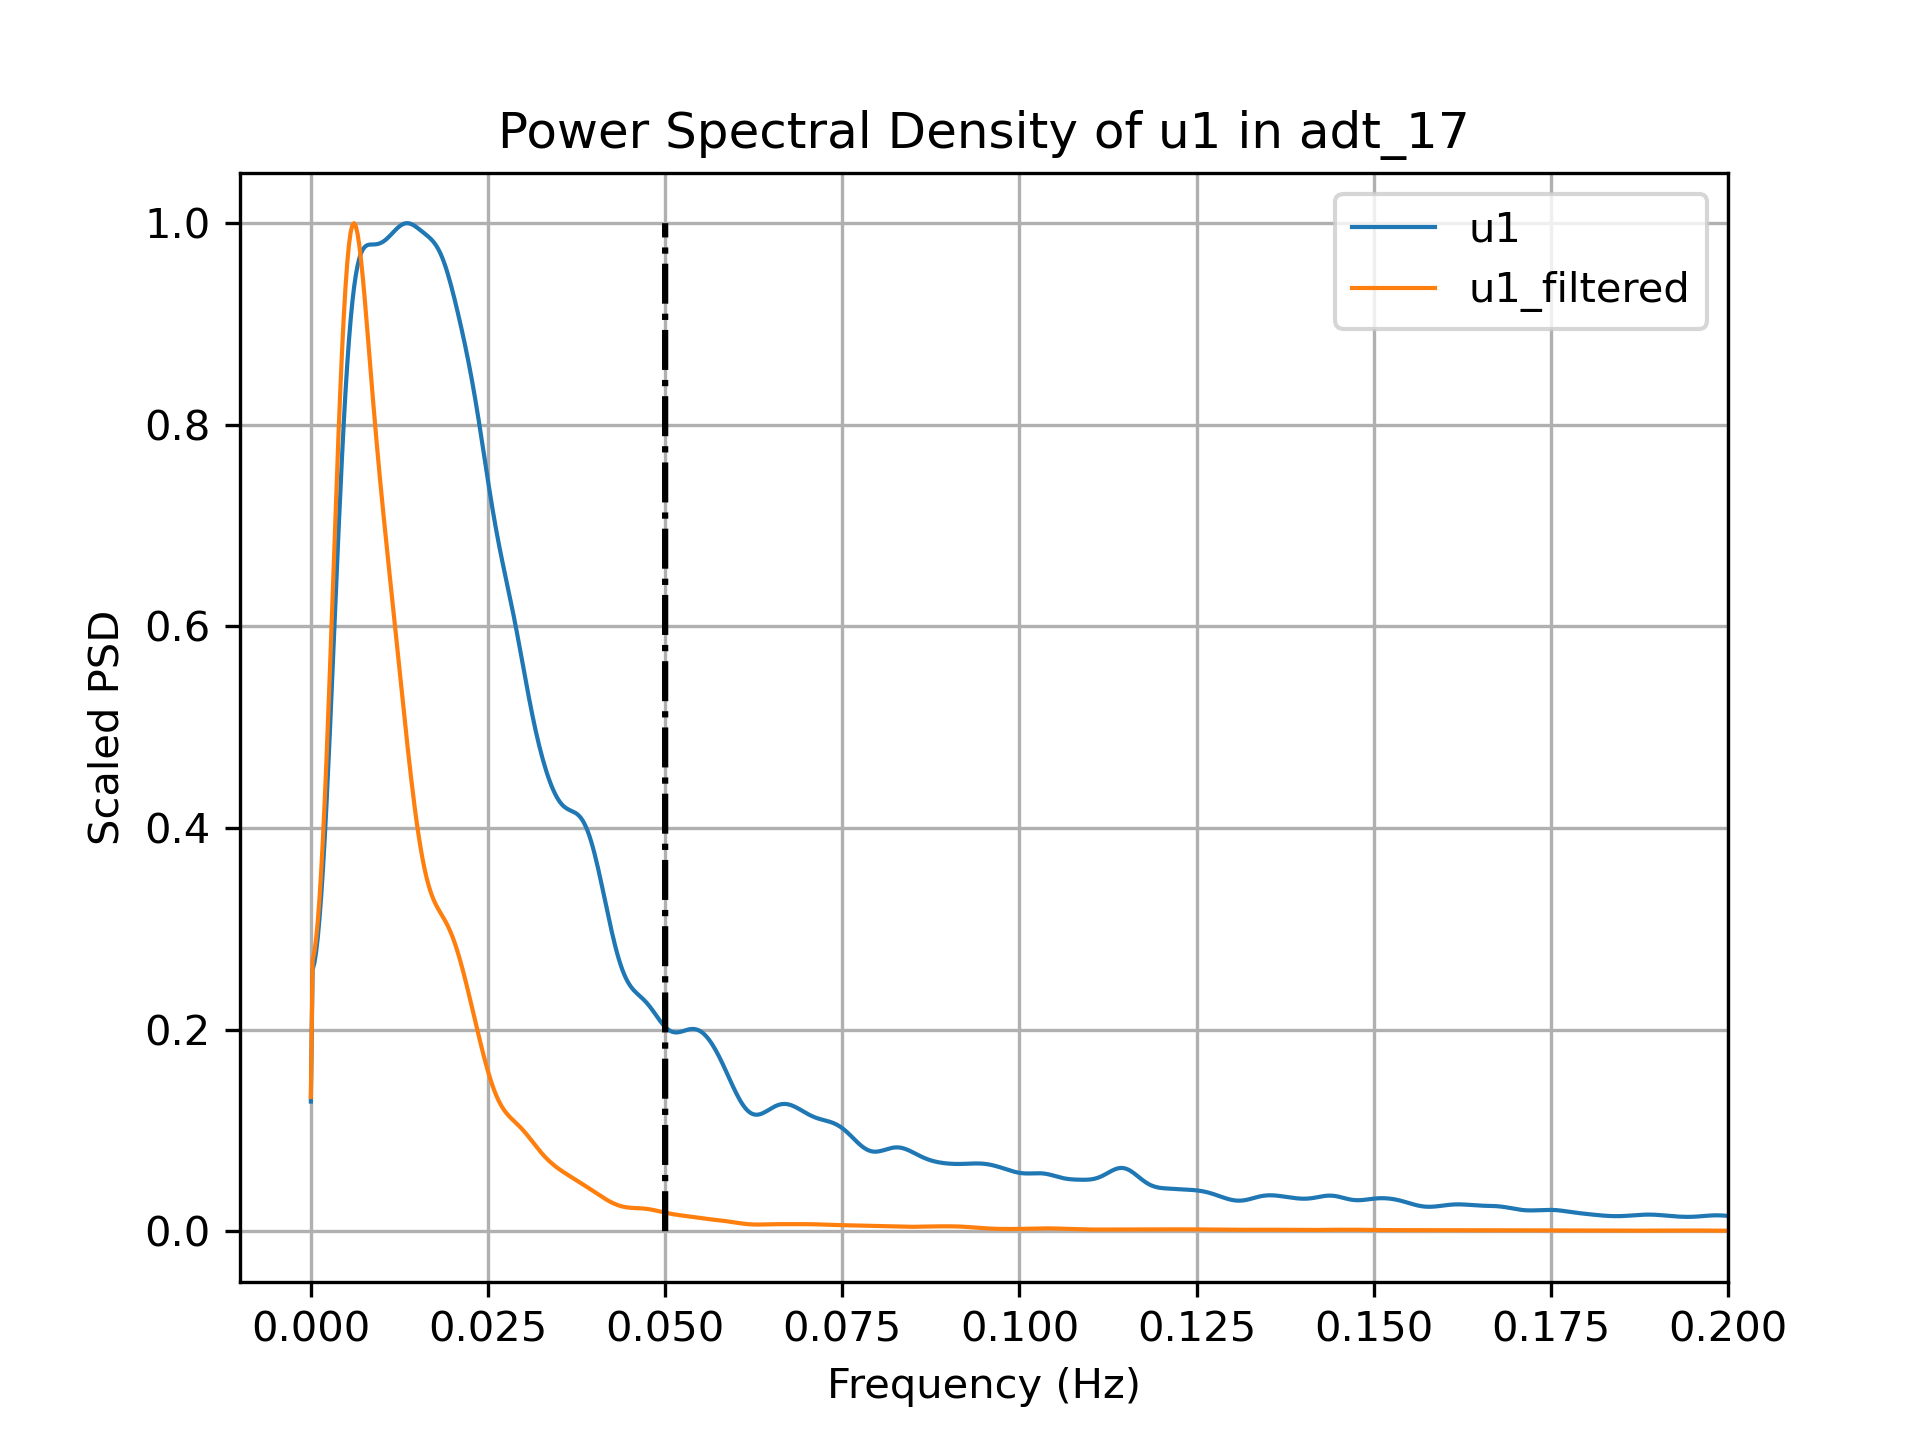 Power Spectral Density of u1 in adt_17
u1
u1_filtered
1.0
0.8
0.6
0.4
0.2
0.0
Scaled PSD
0.000 0.025 0.050 0.075 0.100 0.125 0.150 0.175 0.200
Frequency (Hz)